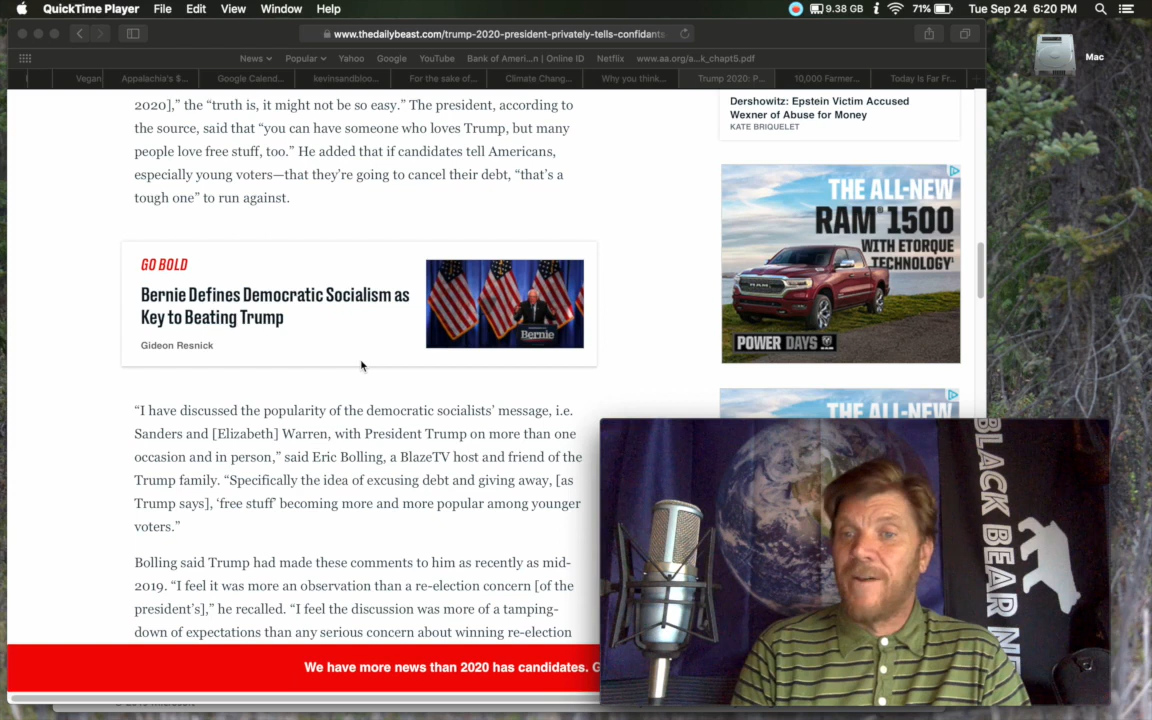 QuickTime Player File Edit View Window Help
9.38 GB 71% Tue Sep 24 6:20 PM
Mac
www.thedailybeast.com/trump-2020-president-privately-tells-confidants
News Popular Yahoo Google YouTube Bank of Ameri...n | Online ID Netflix www.aa.org/a...k_chapt5.pdf
Vegan Appalachia's $... Google Calend... kevinsandbloo... For the sake of... Climate Chang... Why you think... Trump 2020: P... 10,000 Farmer... Today Is Far Fr...
2020],” the “truth is, it might not be so easy.” The president, according to
the source, said that “you can have someone who loves Trump, but many
people love free stuff, too.” He added that if candidates tell Americans,
especially young voters—that they’re going to cancel their debt, “that’s a
tough one” to run against.
GO BOLD
Bernie Defines Democratic Socialism as
Key to Beating Trump
Gideon Resnick
Bernie
“I have discussed the popularity of the democratic socialists’ message, i.e.
Sanders and [Elizabeth] Warren, with President Trump on more than one
occasion and in person,” said Eric Bolling, a BlazeTV host and friend of the
Trump family. “Specifically the idea of excusing debt and giving away, [as
Trump says], ‘free stuff’ becoming more and more popular among younger
voters.”
Bolling said Trump had made these comments to him as recently as mid-
2019. “I feel it was more an observation than a re-election concern [of the
president’s],” he recalled. “I feel the discussion was more of a tamping-
down of expectations than any serious concern about winning re-election
We have more news than 2020 has candidates. G
Dershowitz: Epstein Victim Accused
Wexner of Abuse for Money
KATE BRIQUELET
THE ALL-NEW
RAM 1500
WITH ETORQUE
TECHNOLOGY
POWER DAYS
THE ALL-NEW
BLACK BEAR NE